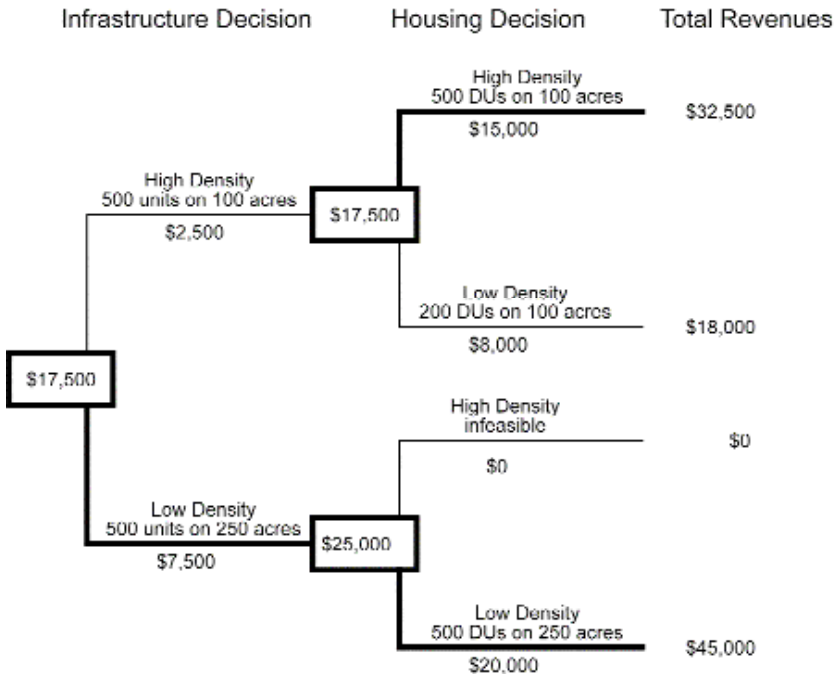 Infrastructure Decision
Housing Decision
Total Revenues
High Density
500 DUs on 100 acres
$15,000
$32,500
High Density
500 units on 100 acres
$2,500
$17,500
Low Density
200 DUs on 100 acres
$8,000
$18,000
$17,500
High Density
infeasible
$0
$0
Low Density
500 units on 250 acres
$7,500
$25,000
Low Density
500 DUs on 250 acres
$20,000
$45,000